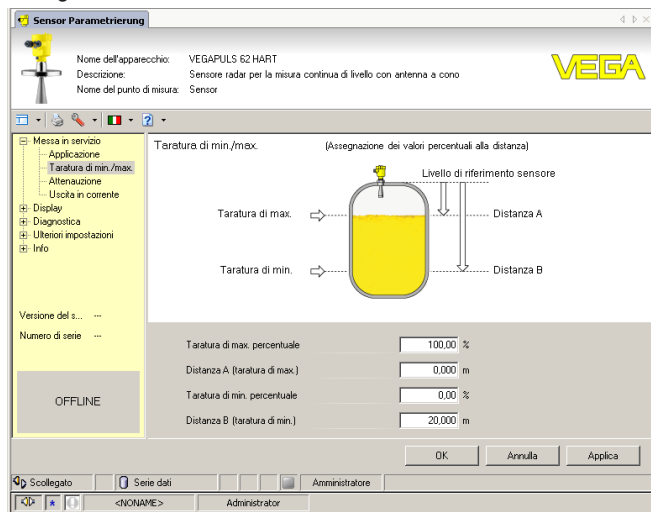 Sensor Parametrierung
Nome dell'apparecchio: VEGAPULS 62 HART
Descrizione: Sensore radar per la misura continua di livello con antenna a cono
Nome del punto di misura: Sensor
VEGA
Messa in servizio
Applicazione
Taratura di min./max.
Attenauzione
Uscita in corrente
Display
Diagnostica
Ulteriori impostazioni
Info
Versione del s... ---
Numero di serie ---
OFFLINE
Taratura di min./max. (Assegnazione dei valori percentuali alla distanza)
Livello di riferimento sensore
Taratura di max. Distanza A
Taratura di min. Distanza B
Taratura di max. percentuale 100,00 %
Distanza A (taratura di max.) 0,000 m
Taratura di min. percentuale 0,00 %
Distanza B (taratura di min.) 20,000 m
OK Annulla Applica
Scollegato Serie dati Amministratore
<NONAME> Administrator